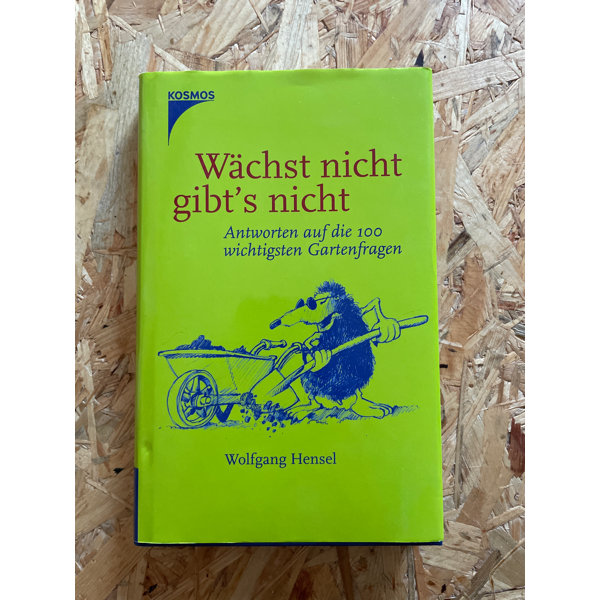 KOSMOS
Wächst nicht
gibt's nicht
Antworten auf die 100
wichtigsten Gartenfragen
Wolfgang Hensel